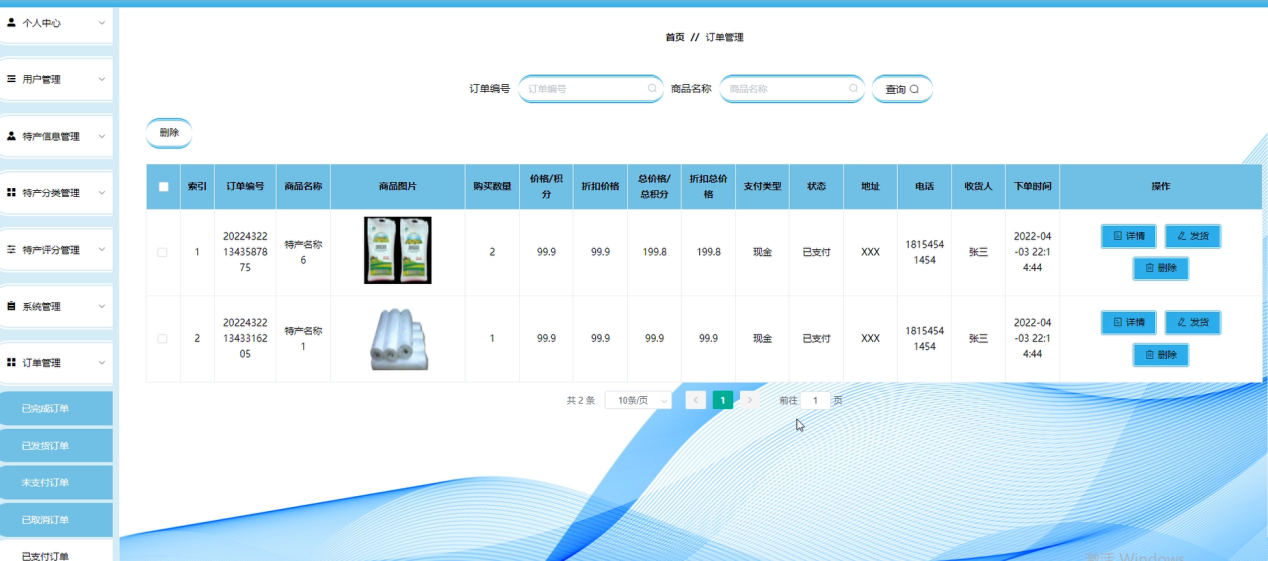 个人中心
用户管理
特产信息管理
特产分类管理
特产评分管理
系统管理
订单管理
已完成订单
已发货订单
未支付订单
已取消订单
已支付订单
首页 // 订单管理
订单编号 订单编号 商品名称 商品名称 查询
删除
索引 订单编号 商品名称 商品图片 购买数量 价格/积分 折扣价格 总价格/总积分 折扣总价格 支付类型 状态 地址 电话 收货人 下单时间 操作
1 202243221343587875 特产名称6 2 99.9 99.9 199.8 199.8 现金 已支付 XXX 18154541454 张三 2022-04-03 22:14:44 详情 发货 删除
2 202243221343316205 特产名称1 1 99.9 99.9 99.9 99.9 现金 已支付 XXX 18154541454 张三 2022-04-03 22:14:44 详情 发货 删除
共 2 条 10条/页 1 前往 1 页
激活 Windows